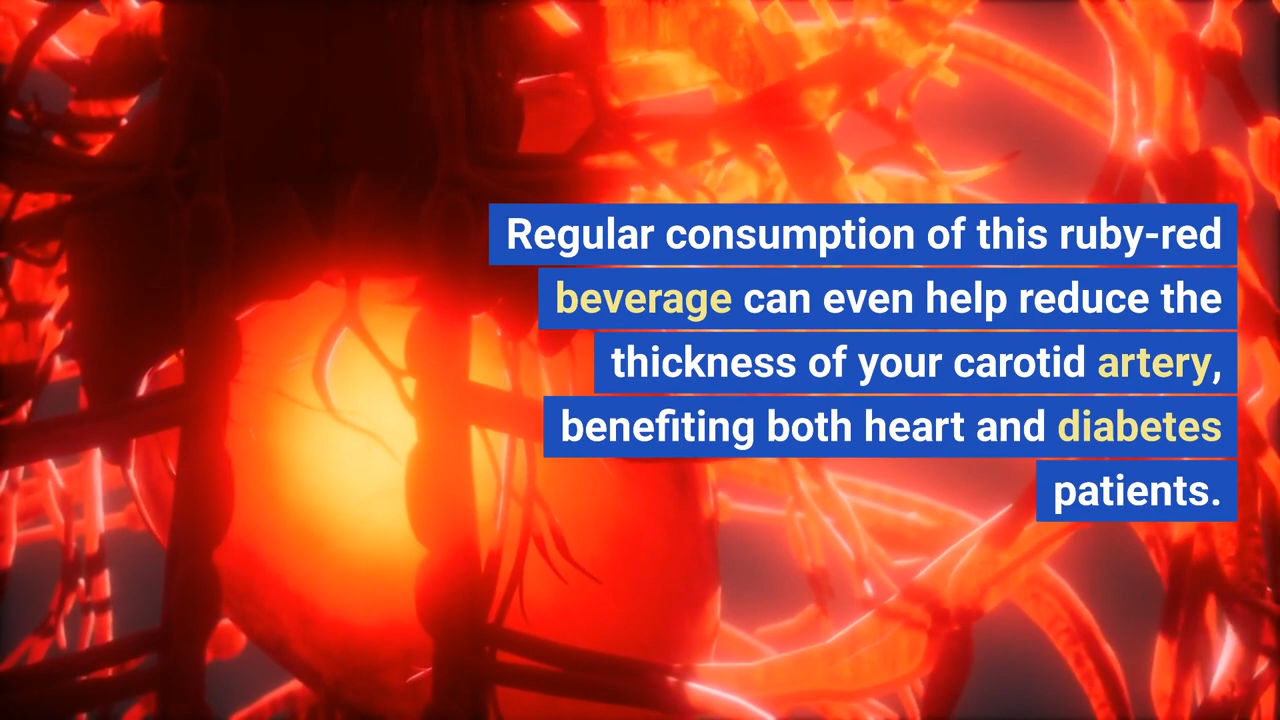 Regular consumption of this ruby-red
beverage can even help reduce the
thickness of your carotid artery,
benefiting both heart and diabetes
patients.